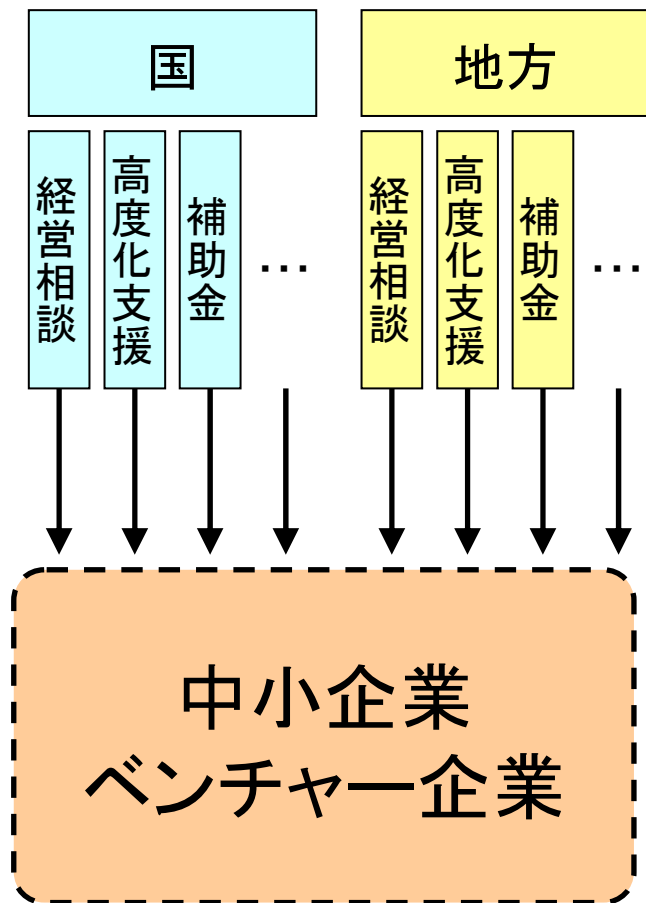 国
地方
経営相談
高度化支援
補助金
…
経営相談
高度化支援
補助金
…
中小企業
ベンチャー企業